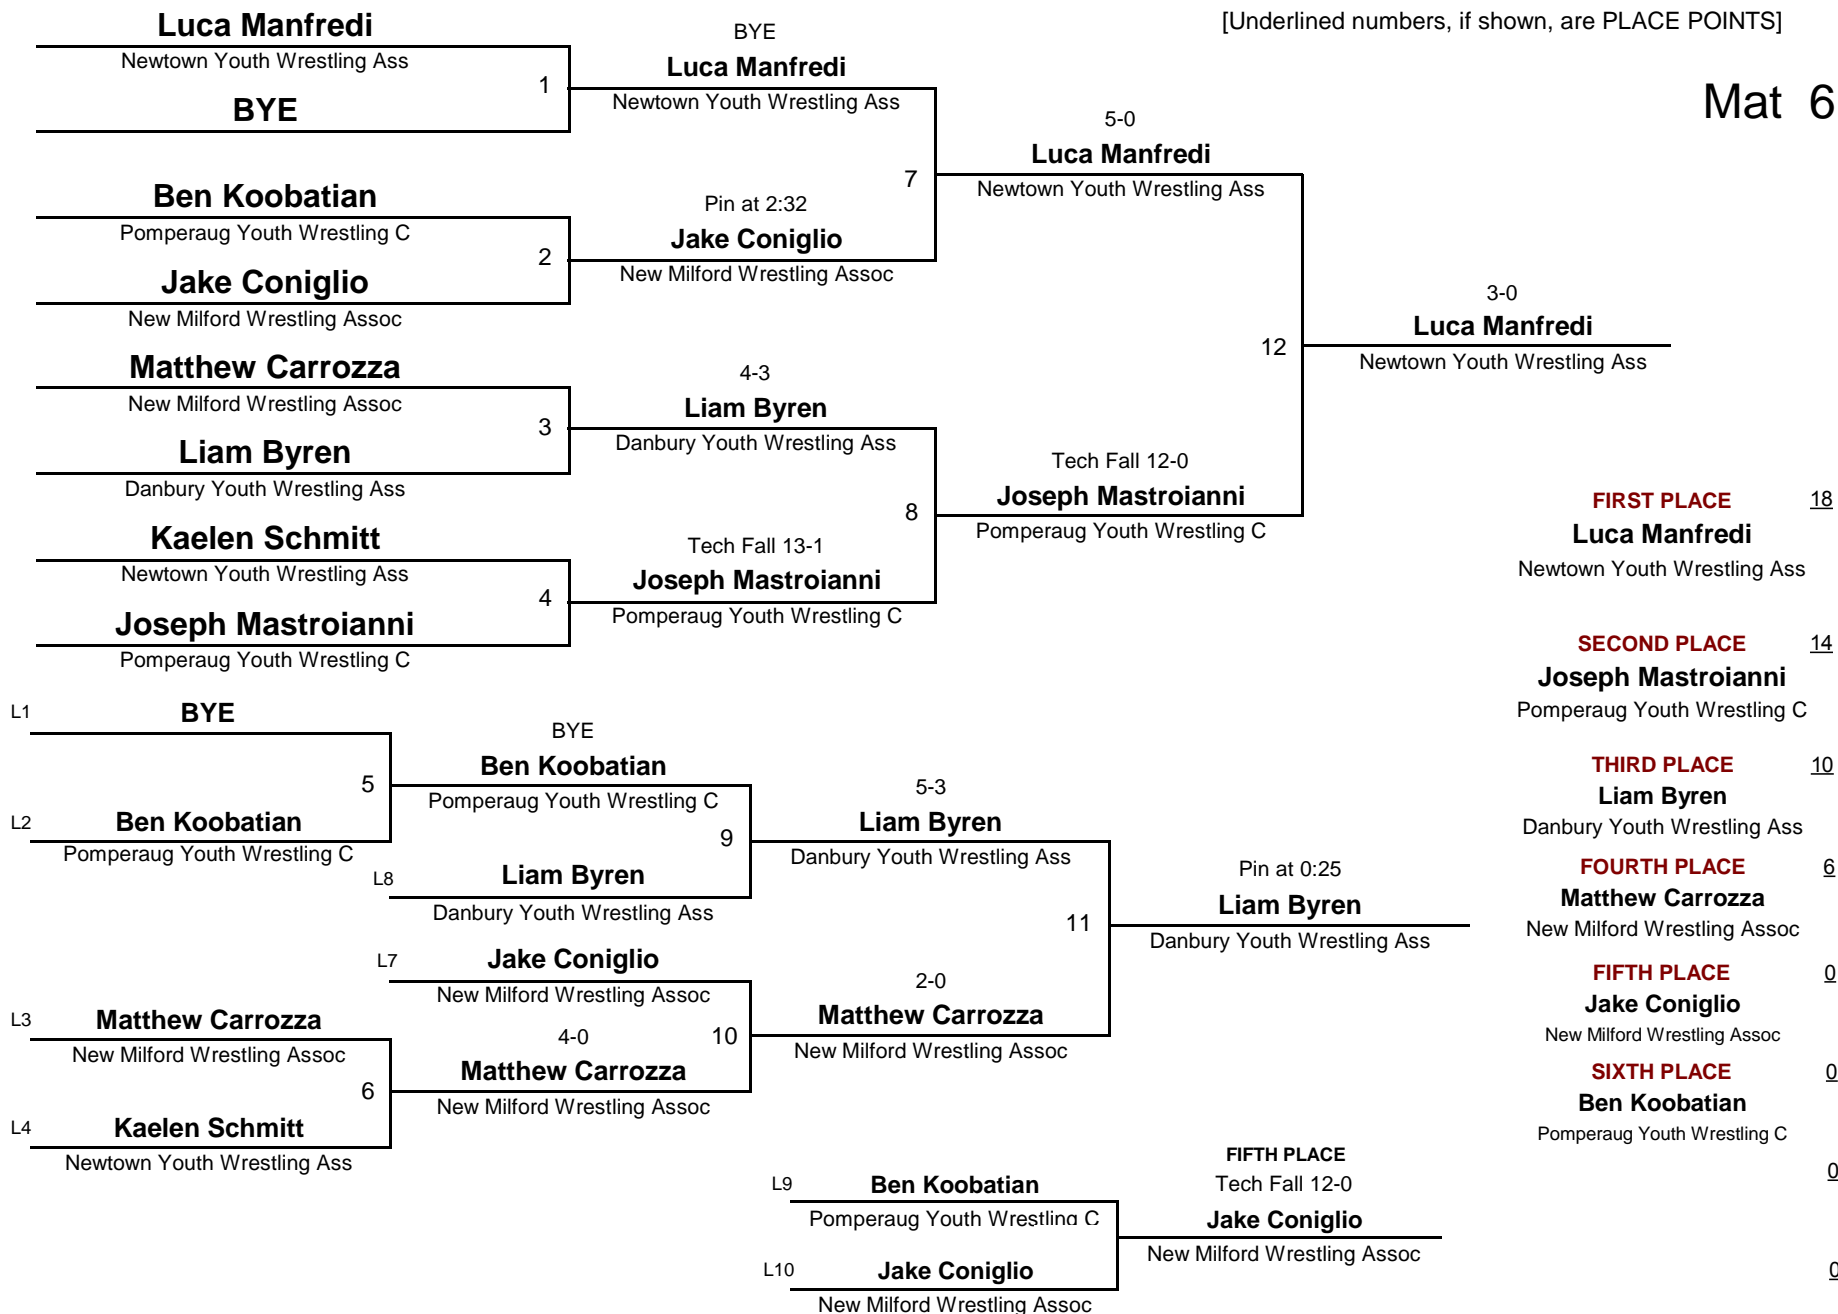 [Underlined numbers, if shown, are PLACE POINTS]
Mat 6
Luca Manfredi
Newtown Youth Wrestling Ass
1
BYE
BYE
Luca Manfredi
Newtown Youth Wrestling Ass
Ben Koobatian
Pomperaug Youth Wrestling C
2
Jake Coniglio
New Milford Wrestling Assoc
Pin at 2:32
Jake Coniglio
New Milford Wrestling Assoc
7
5-0
Luca Manfredi
Newtown Youth Wrestling Ass
Matthew Carrozza
New Milford Wrestling Assoc
3
Liam Byren
Danbury Youth Wrestling Ass
4-3
Liam Byren
Danbury Youth Wrestling Ass
Kaelen Schmitt
Newtown Youth Wrestling Ass
4
Joseph Mastroianni
Pomperaug Youth Wrestling C
Tech Fall 13-1
Joseph Mastroianni
Pomperaug Youth Wrestling C
8
Tech Fall 12-0
Joseph Mastroianni
Pomperaug Youth Wrestling C
12
3-0
Luca Manfredi
Newtown Youth Wrestling Ass
L1
BYE
5
L2
Ben Koobatian
Pomperaug Youth Wrestling C
BYE
Ben Koobatian
Pomperaug Youth Wrestling C
9
L8
Liam Byren
Danbury Youth Wrestling Ass
5-3
Liam Byren
Danbury Youth Wrestling Ass
L7
Jake Coniglio
New Milford Wrestling Assoc
L3
Matthew Carrozza
New Milford Wrestling Assoc
6
L4
Kaelen Schmitt
Newtown Youth Wrestling Ass
4-0
10
Matthew Carrozza
New Milford Wrestling Assoc
2-0
Matthew Carrozza
New Milford Wrestling Assoc
11
Pin at 0:25
Liam Byren
Danbury Youth Wrestling Ass
L9
Ben Koobatian
Pomperaug Youth Wrestling C
L10
Jake Coniglio
New Milford Wrestling Assoc
FIFTH PLACE
Tech Fall 12-0
Jake Coniglio
New Milford Wrestling Assoc
FIRST PLACE 18
Luca Manfredi
Newtown Youth Wrestling Ass
SECOND PLACE 14
Joseph Mastroianni
Pomperaug Youth Wrestling C
THIRD PLACE 10
Liam Byren
Danbury Youth Wrestling Ass
FOURTH PLACE 6
Matthew Carrozza
New Milford Wrestling Assoc
FIFTH PLACE 0
Jake Coniglio
New Milford Wrestling Assoc
SIXTH PLACE 0
Ben Koobatian
Pomperaug Youth Wrestling C
0
0